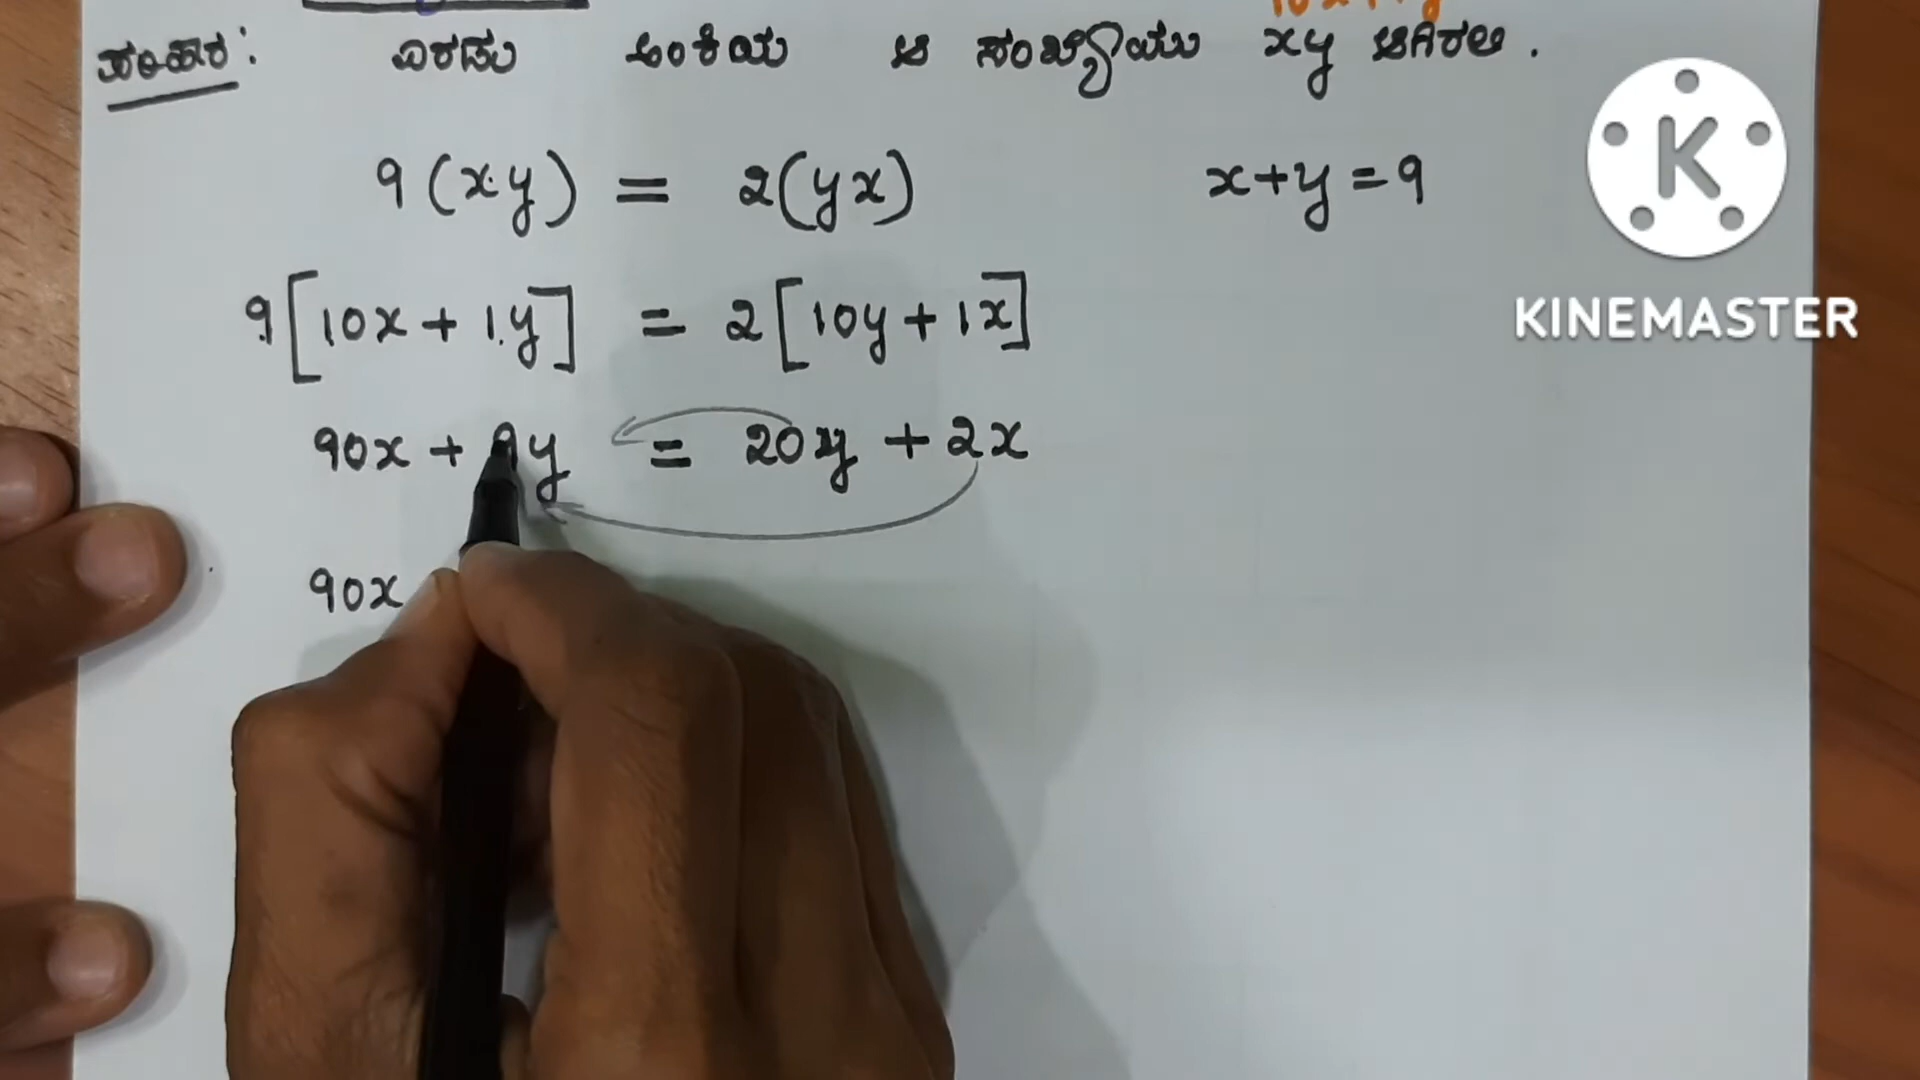 ಪರಿಹಾರ: ಎರಡು ಅಂಕಿಯ ಆ ಸಂಖ್ಯೆಯು xy ಆಗಿರಲಿ.
9(xy) = 2(yx) x+y=9
9[10x + 1.y] = 2[10y + 1x]
90x + 9y = 20y + 2x
90x
KINEMASTER